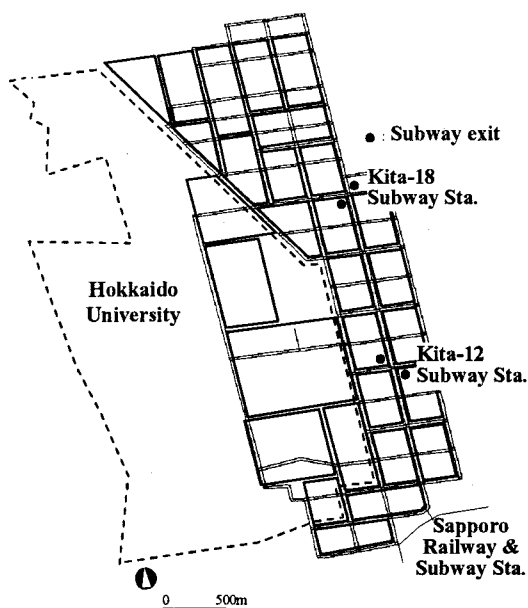 : Subway exit
Kita-18
Subway Sta.
Hokkaido
University
Kita-12
Subway Sta.
Sapporo
Railway &
Subway Sta.
0 500m